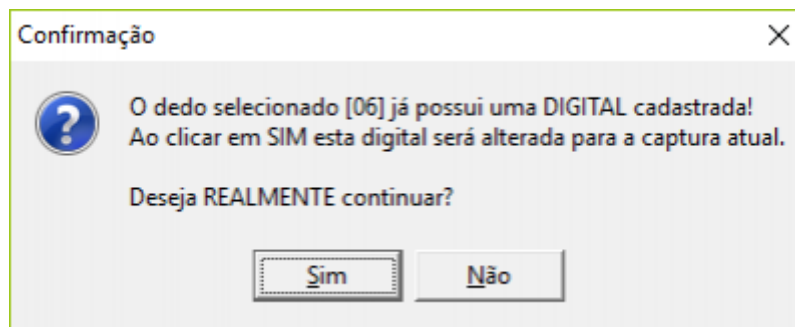 Confirmação
O dedo selecionado [06] já possui uma DIGITAL cadastrada!
Ao clicar em SIM esta digital será alterada para a captura atual.
Deseja REALMENTE continuar?
Sim
Não